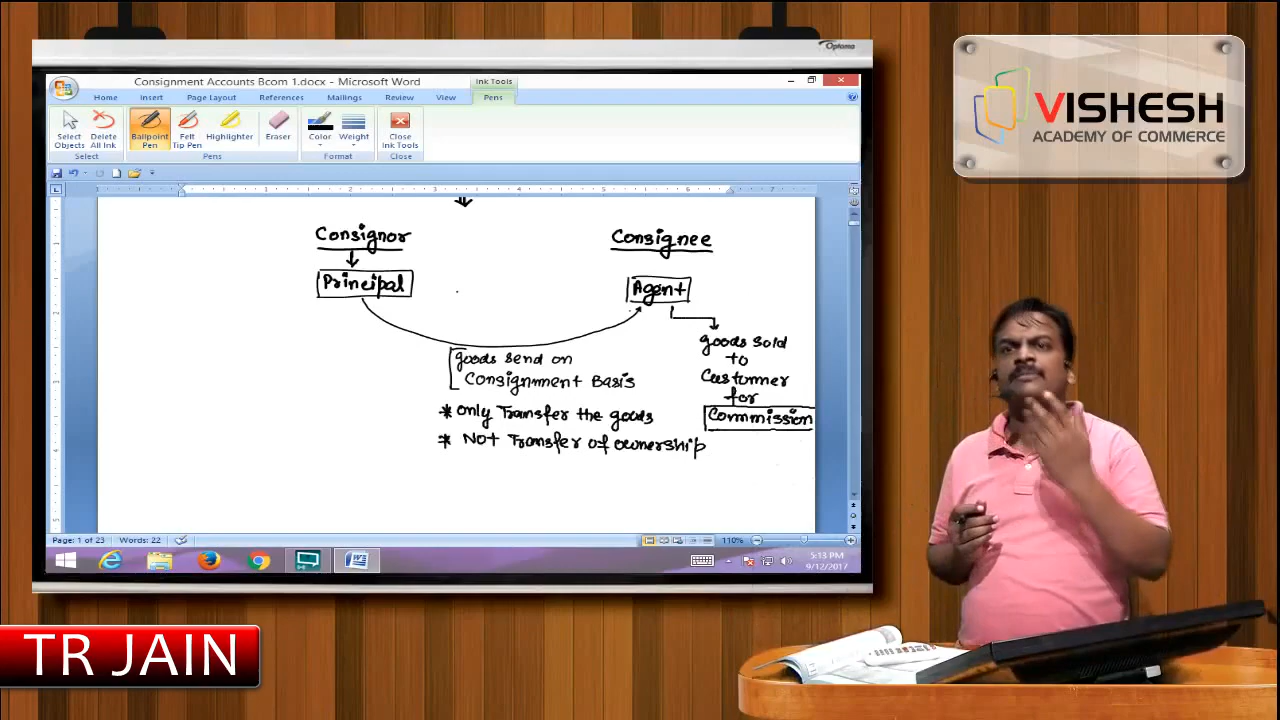 Optoma
Consignment Accounts Bcom 1.docx - Microsoft Word
Ink Tools
Home Insert Page Layout References Mailings Review View Pens
Select Objects
Delete All Ink
Ballpoint Pen
Felt Tip Pen
Highlighter
Eraser
Color
Weight
Close Ink Tools
Select Pens Format Close
Consignor
Consignee
Principal
Agent
goods send on
Consignment Basis
* Only Transfer the goods
* Not Transfer of ownership
goods sold
to
Customer
for
Commission
Page: 1 of 23 Words: 22 110%
5:13 PM
9/12/2017
VISHESH
ACADEMY OF COMMERCE
TR JAIN